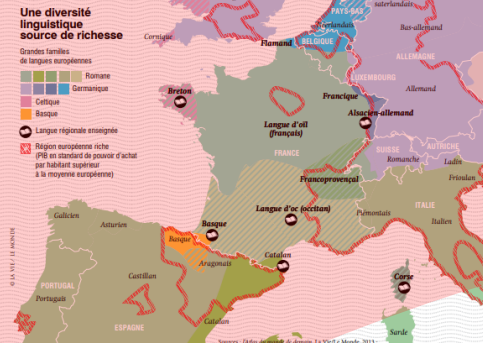 Une diversité
linguistique
source de richesse
Grandes familles
de langues européennes
Romane
Germanique
Celtique
Basque
Langue régionale enseignée
Région européenne riche
(PIB en standard de pouvoir d'achat
par habitant supérieur
à la moyenne européenne)
© LA VIE / LE MONDE
Cornique
saterlandais
PAYS-BAS
Néerlandais
Bas-allemand
Flamand
BELGIQUE
ALLEMAGNE
LUXEMBOURG
Allemand
Breton
Francique
Alsacien-allemand
Langue d'oïl
(français)
FRANCE
SUISSE
AUTRICHE
Romanche
Ladin
Frioulan
Francoprovençal
Langue d'oc (occitan)
Piémontais
ITALIE
Italien
Galicien
Asturien
Basque
Basque
Aragonais
Catalan
Corse
Castillan
PORTUGAL
Portugais
Catalan
ESPAGNE
Sarde